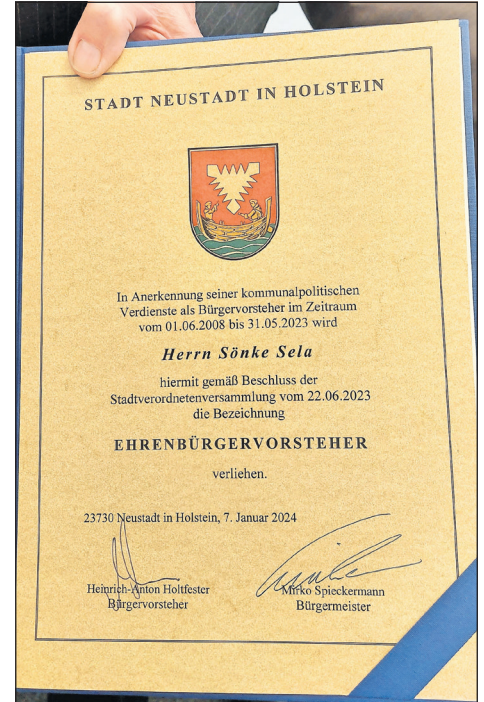 STADT NEUSTADT IN HOLSTEIN
In Anerkennung seiner kommunalpolitischen
Verdienste als Bürgervorsteher im Zeitraum
vom 01.06.2008 bis 31.05.2023 wird
Herrn Sönke Sela
hiermit gemäß Beschluss der
Stadtverordnetenversammlung vom 22.06.2023
die Bezeichnung
EHRENBÜRGERVORSTEHER
verliehen.
23730 Neustadt in Holstein, 7. Januar 2024
Heinrich-Anton Holtfester
Bürgervorsteher
Mirko Spieckermann
Bürgermeister